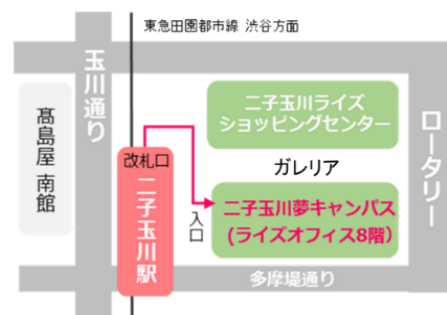 東急田園都市線 渋谷方面
玉川通り
髙島屋 南館
二子玉川ライズ
ショッピングセンター
ロータリー
改札口
ガレリア
二子玉川駅
入口
二子玉川夢キャンパス
(ライズオフィス8階)
多摩堤通り